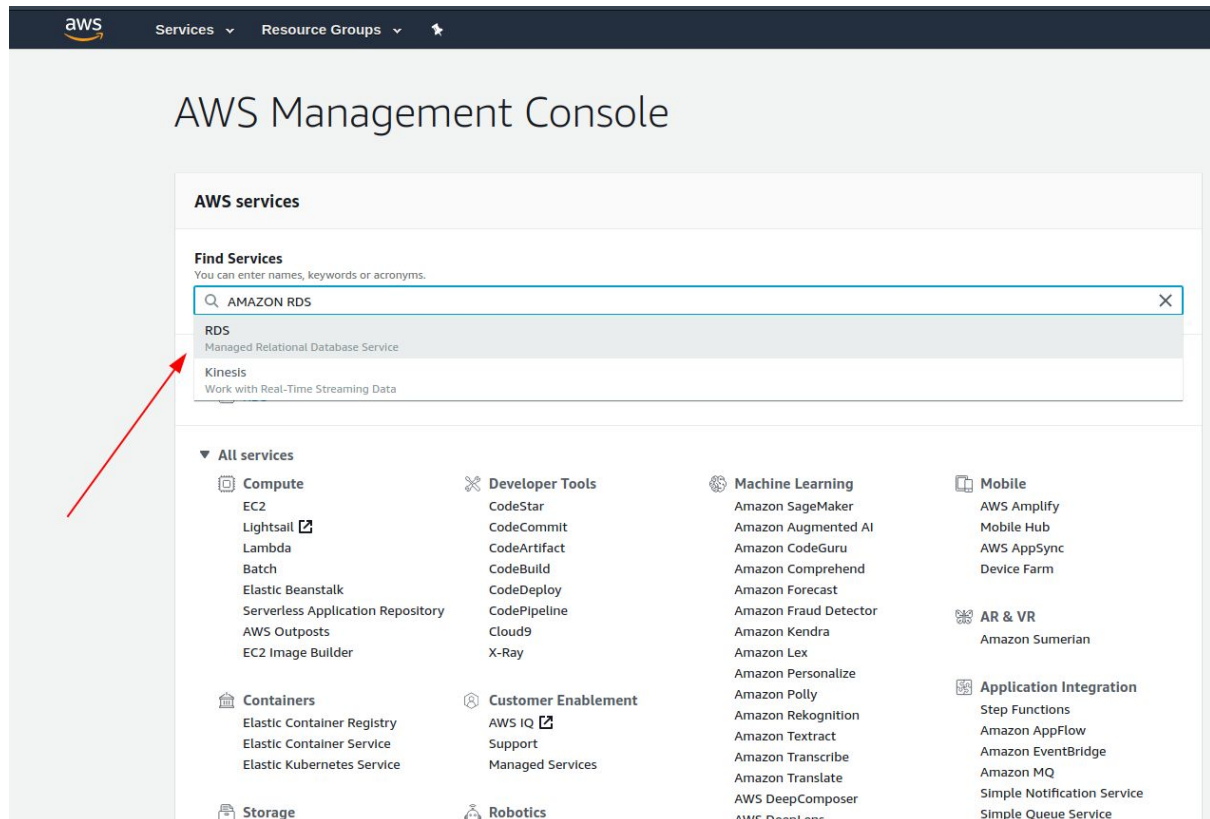 aws
Services
Resource Groups
AWS Management Console
AWS services
Find Services
You can enter names, keywords or acronyms.
AMAZON RDS
RDS
Managed Relational Database Service
Kinesis
Work with Real-Time Streaming Data
All services
Compute
EC2
Lightsail
Lambda
Batch
Elastic Beanstalk
Serverless Application Repository
AWS Outposts
EC2 Image Builder
Containers
Elastic Container Registry
Elastic Container Service
Elastic Kubernetes Service
Storage
Developer Tools
CodeStar
CodeCommit
CodeArtifact
CodeBuild
CodeDeploy
CodePipeline
Cloud9
X-Ray
Customer Enablement
AWS IQ
Support
Managed Services
Robotics
Machine Learning
Amazon SageMaker
Amazon Augmented AI
Amazon CodeGuru
Amazon Comprehend
Amazon Forecast
Amazon Fraud Detector
Amazon Kendra
Amazon Lex
Amazon Personalize
Amazon Polly
Amazon Rekognition
Amazon Textract
Amazon Transcribe
Amazon Translate
AWS DeepComposer
AWS DeepLens
Mobile
AWS Amplify
Mobile Hub
AWS AppSync
Device Farm
AR & VR
Amazon Sumerian
Application Integration
Step Functions
Amazon AppFlow
Amazon EventBridge
Amazon MQ
Simple Notification Service
Simple Queue Service